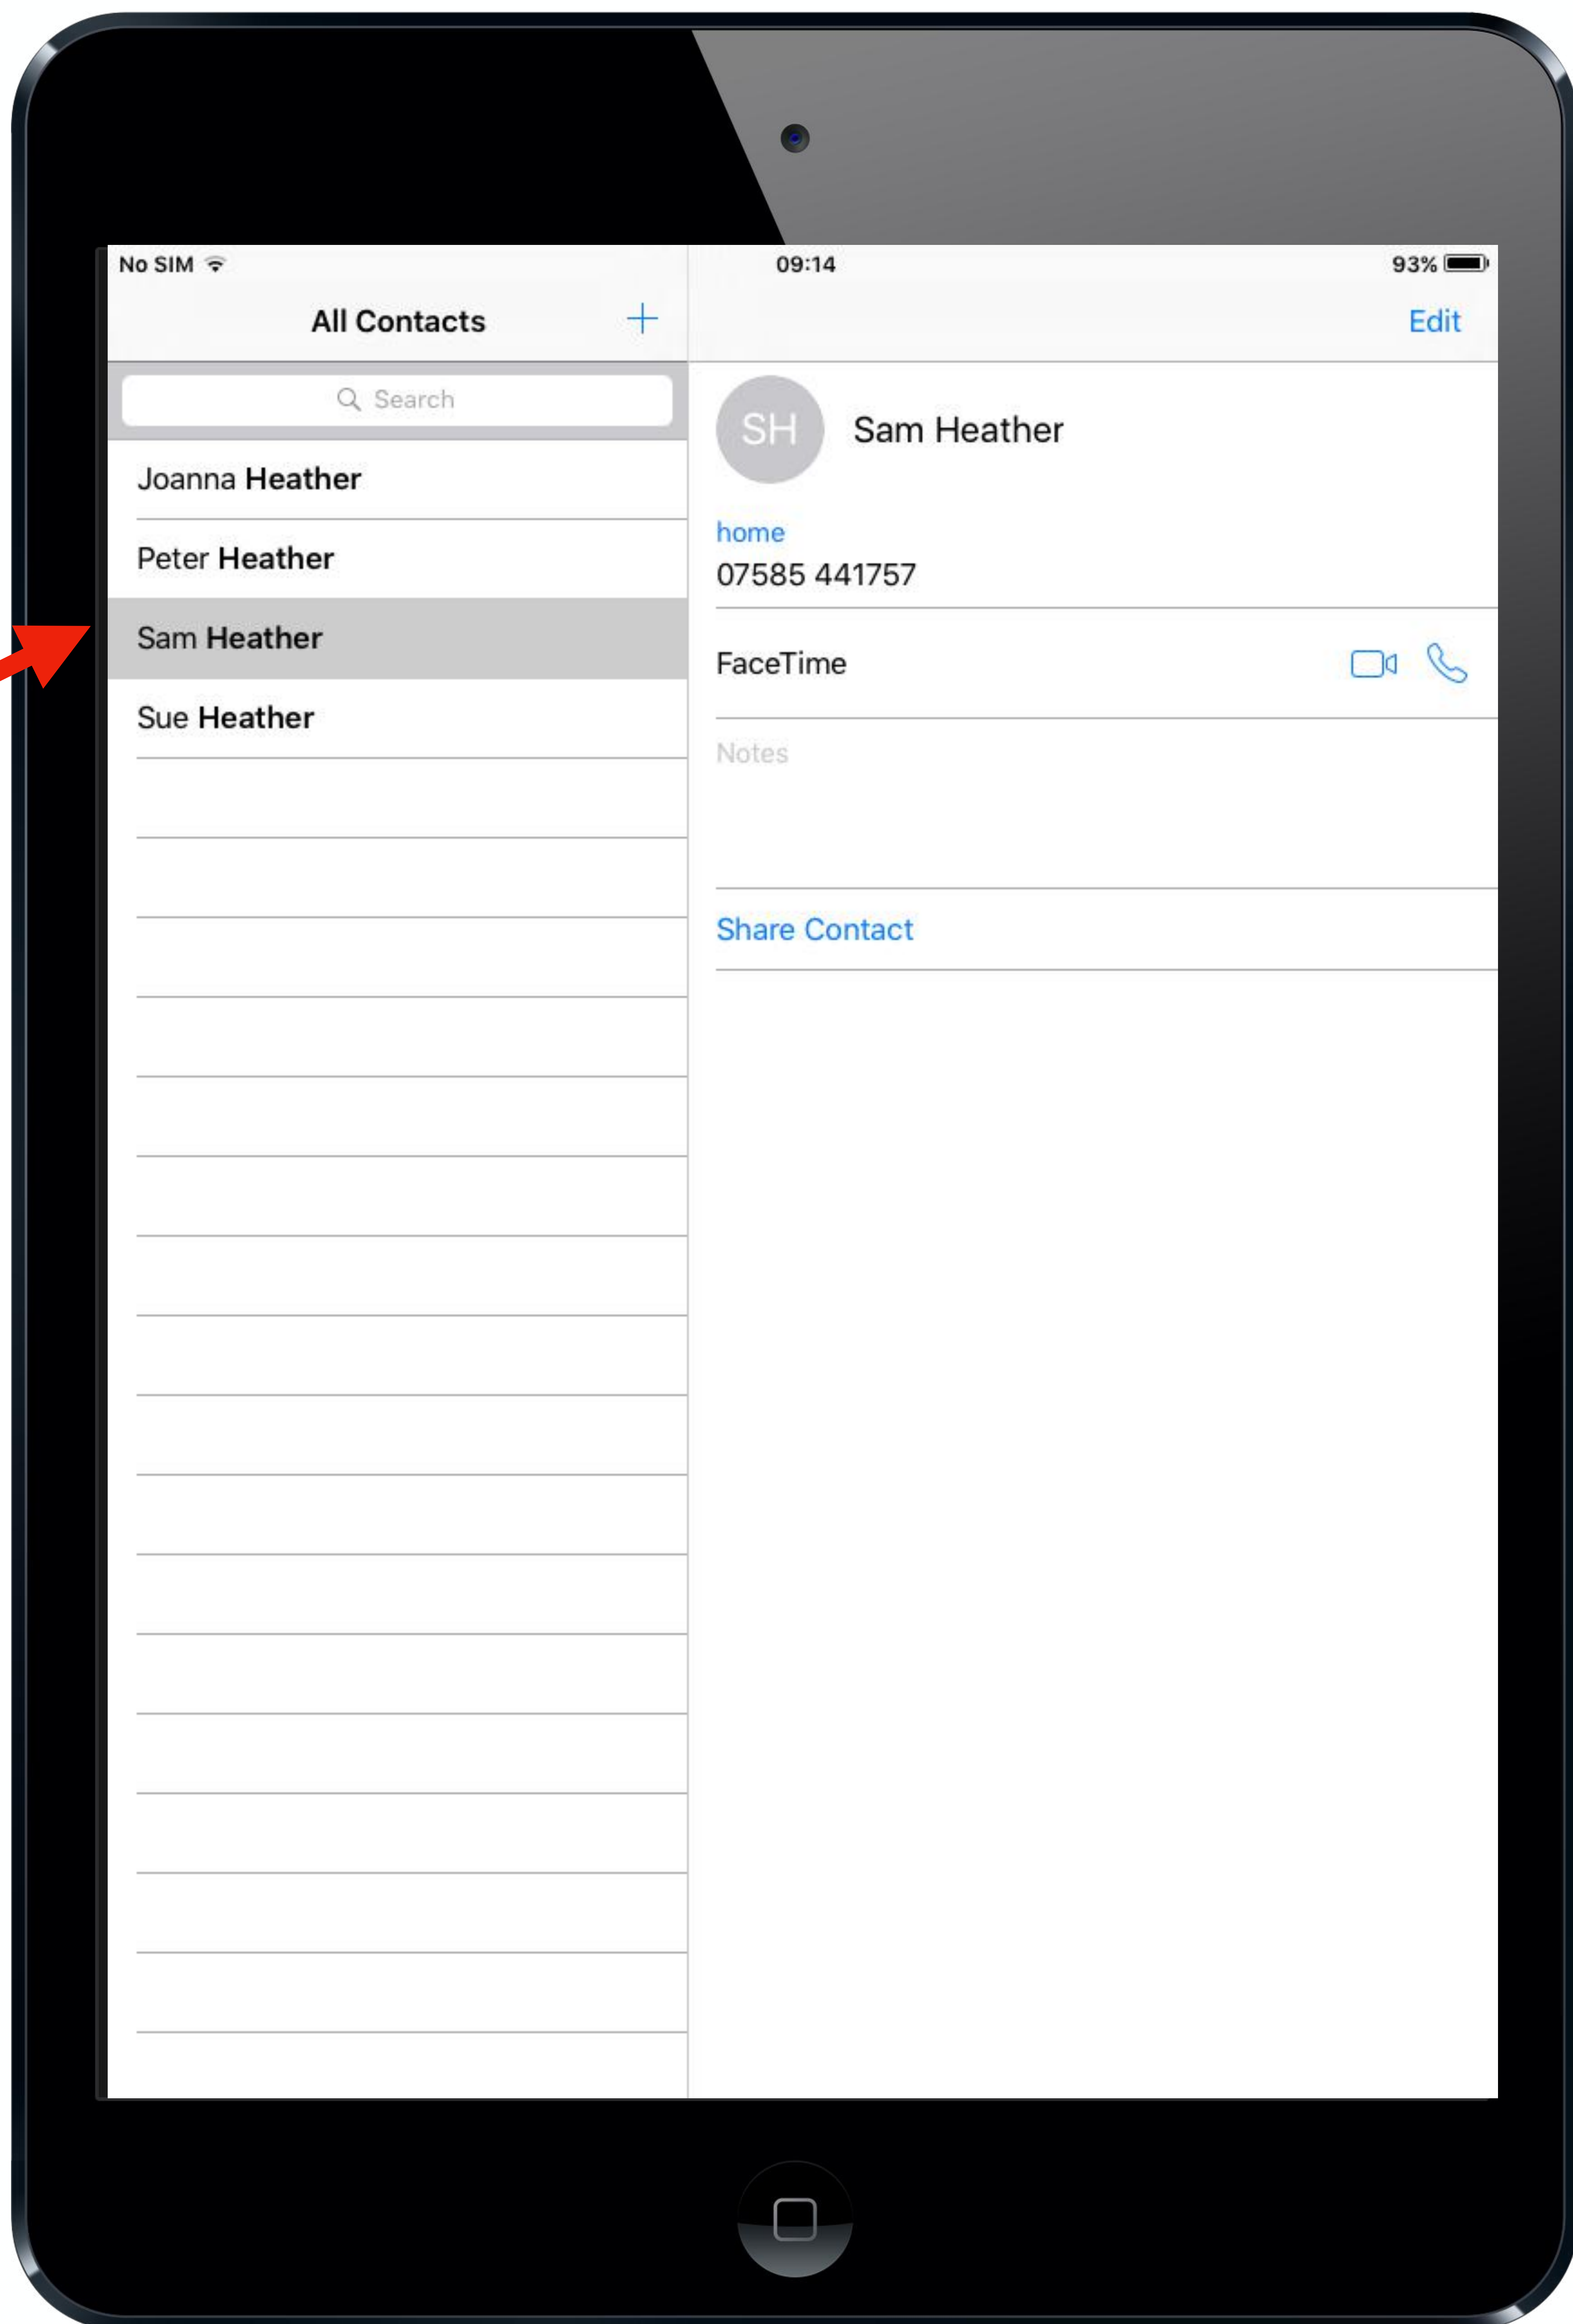 No SIM 09:14 93%
All Contacts
Edit
Search
Joanna Heather
Peter Heather
Sam Heather
Sue Heather
SH Sam Heather
home
07585 441757
FaceTime
Notes
Share Contact